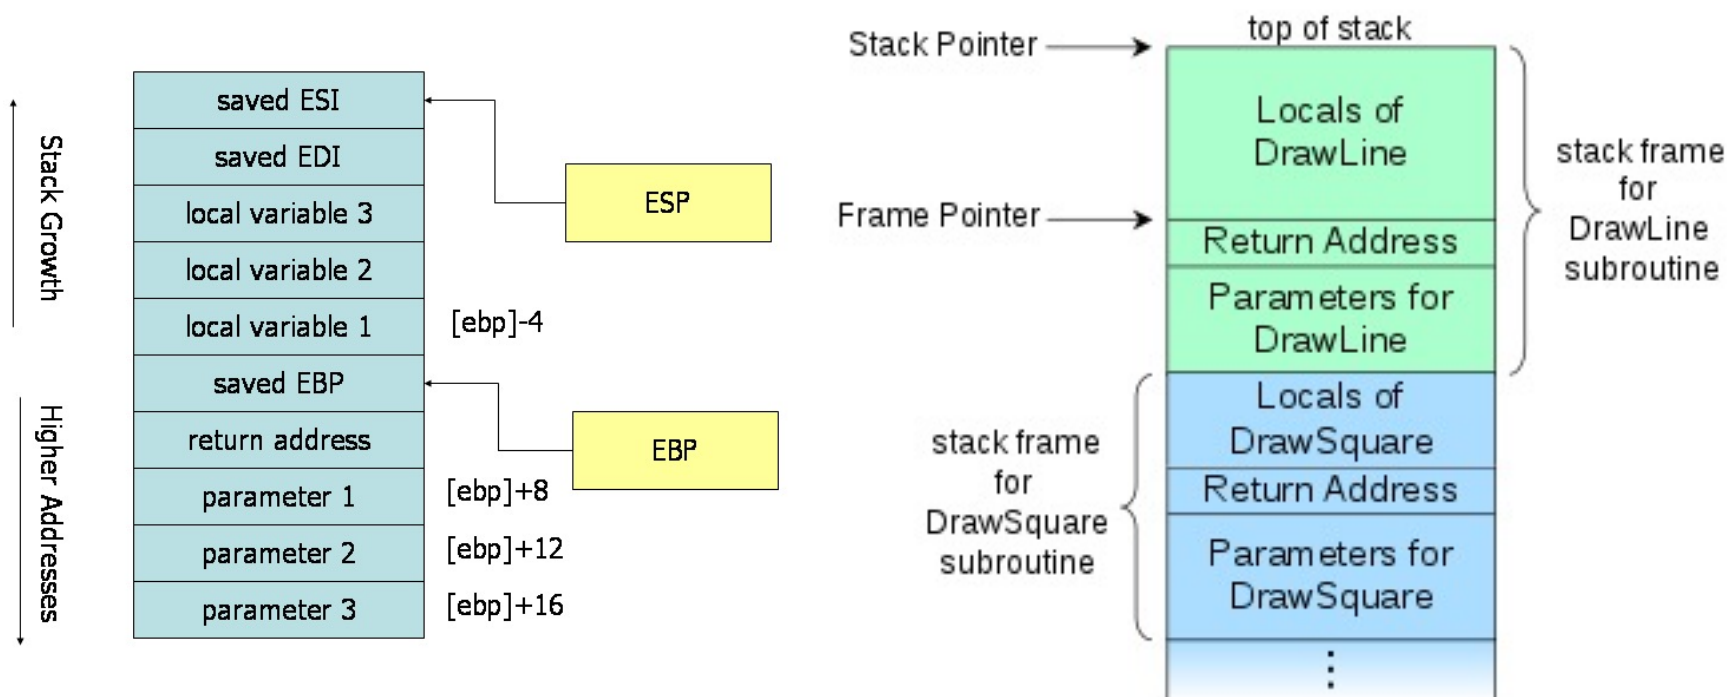 saved ESI
saved EDI
local variable 3
local variable 2
local variable 1
saved EBP
return address
parameter 1
parameter 2
parameter 3
[ebp]-4
[ebp]+8
[ebp]+12
[ebp]+16
ESP
EBP
Stack Growth
Higher Addresses
top of stack
Stack Pointer
Frame Pointer
Locals of
DrawLine
Return Address
Parameters for
DrawLine
stack frame
for
DrawLine
subroutine
Locals of
DrawSquare
Return Address
Parameters for
DrawSquare
stack frame
for
DrawSquare
subroutine